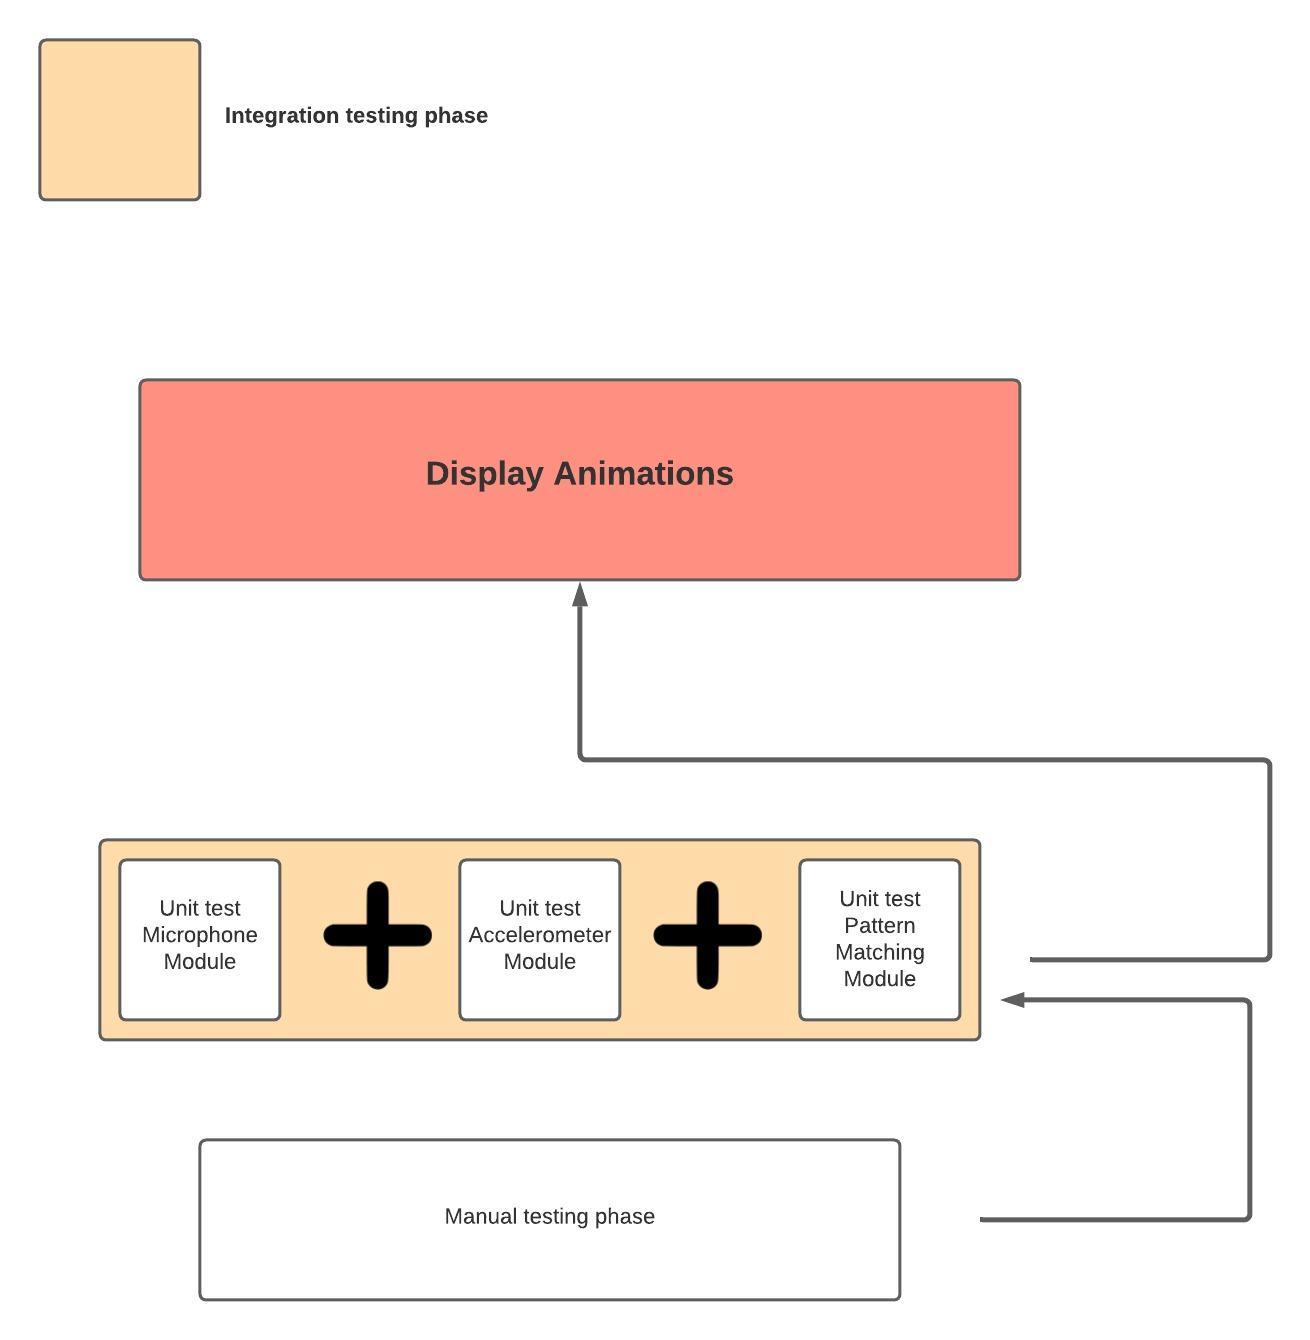 Integration testing phase
Display Animations
Unit test
Microphone
Module
Unit test
Accelerometer
Module
Unit test
Pattern
Matching
Module
Manual testing phase